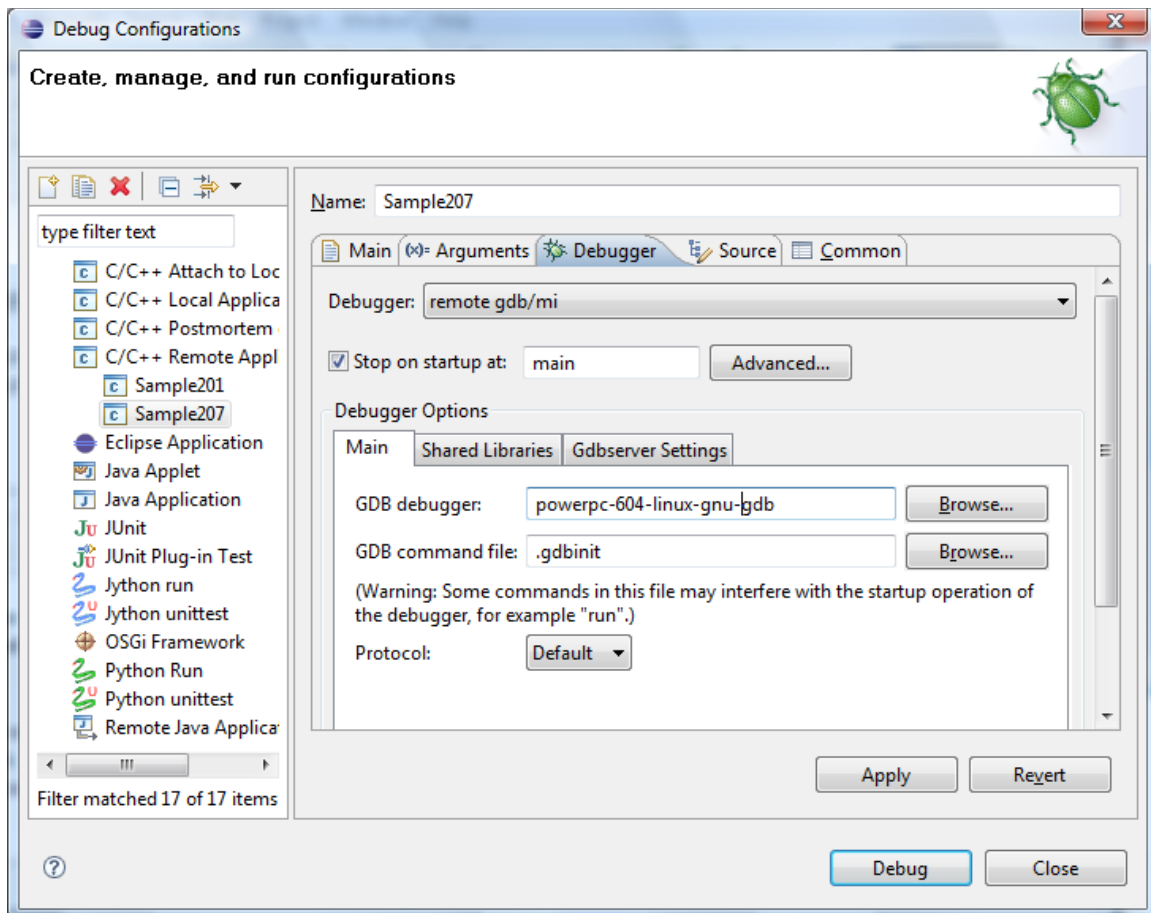 Debug Configurations
Create, manage, and run configurations
type filter text
C/C++ Attach to Loc
C/C++ Local Applica
C/C++ Postmortem
C/C++ Remote Appl
Sample201
Sample207
Eclipse Application
Java Applet
Java Application
JUnit
JUnit Plug-in Test
Jython run
Jython unittest
OSGi Framework
Python Run
Python unittest
Remote Java Applica
Filter matched 17 of 17 items
Name: Sample207
Main (x)= Arguments Debugger Source Common
Debugger: remote gdb/mi
Stop on startup at: main Advanced...
Debugger Options
Main Shared Libraries Gdbserver Settings
GDB debugger: powerpc-604-linux-gnu-gdb Browse...
GDB command file: .gdbinit Browse...
(Warning: Some commands in this file may interfere with the startup operation of
the debugger, for example "run".)
Protocol: Default
Apply Revert
Debug Close